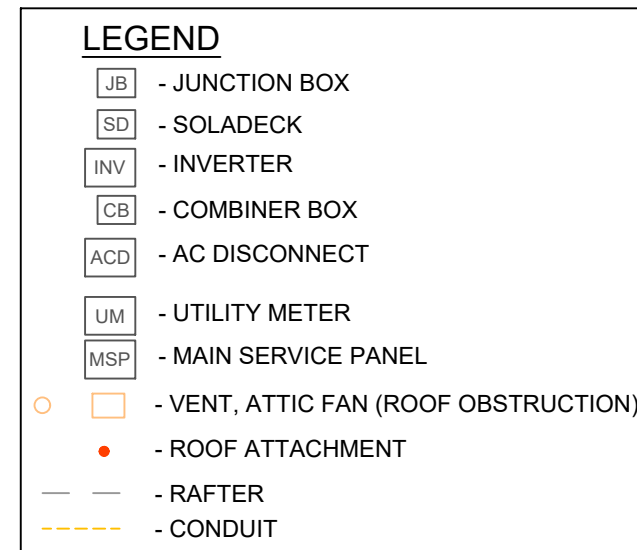 LEGEND
JB - JUNCTION BOX
SD - SOLADECK
INV - INVERTER
CB - COMBINER BOX
ACD - AC DISCONNECT
UM - UTILITY METER
MSP - MAIN SERVICE PANEL
- VENT, ATTIC FAN (ROOF OBSTRUCTION)
- ROOF ATTACHMENT
- RAFTER
- CONDUIT